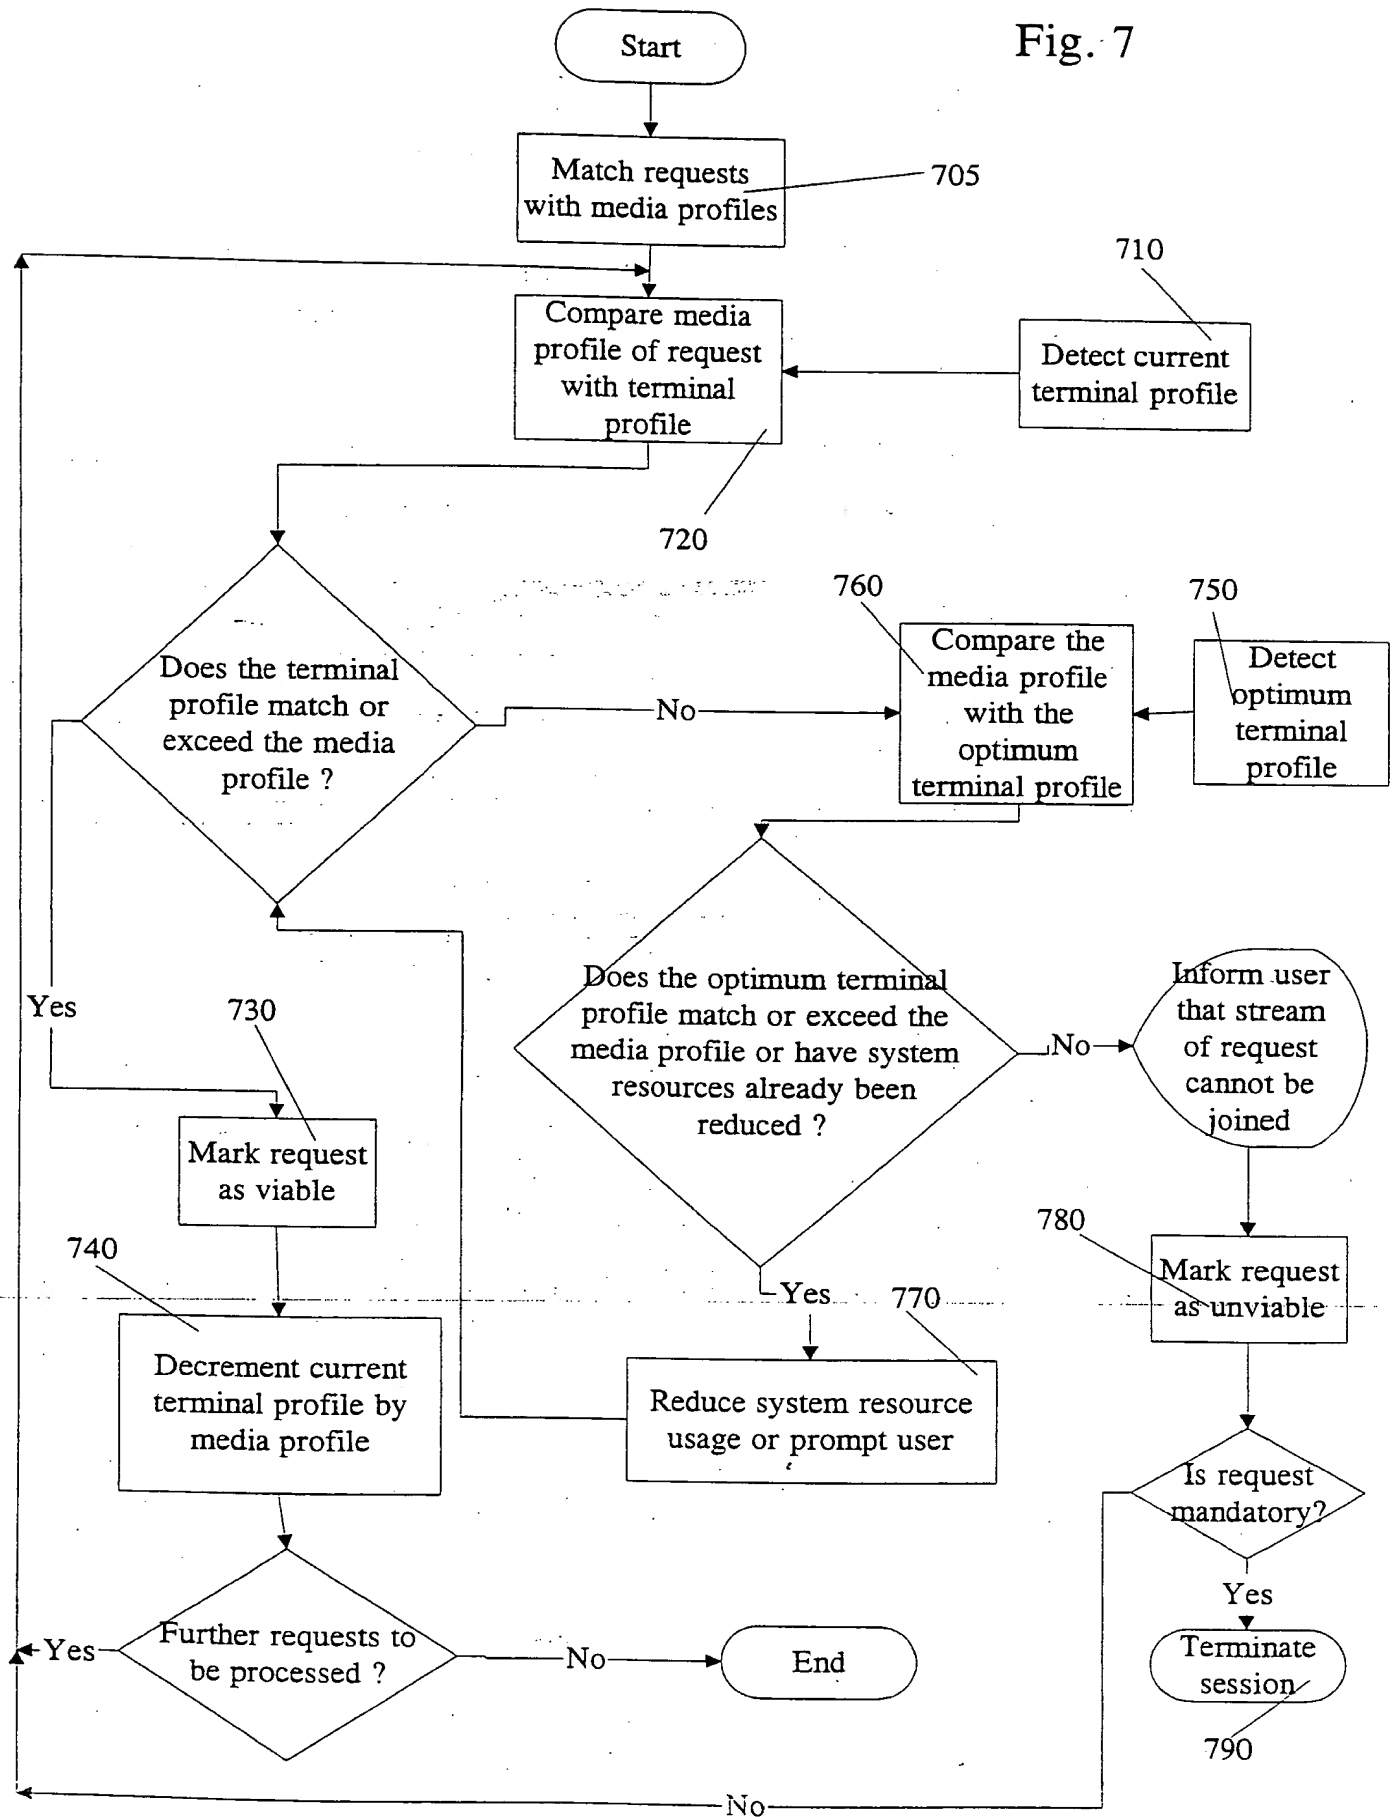 Fig. 7
Start
Match requests
with media profiles
705
710
Compare media
profile of request
with terminal
profile
Detect current
terminal profile
720
760
750
Does the terminal
profile match or
exceed the media
profile ?
No
Compare the
media profile
with the
optimum
terminal profile
Detect
optimum
terminal
profile
Yes
730
Does the optimum terminal
profile match or exceed the
media profile or have system
resources already been
reduced ?
No
Inform user
that stream
of request
cannot be
joined
Mark request
as viable
740
Yes
770
780
Mark request
as unviable
Decrement current
terminal profile by
media profile
Reduce system resource
usage or prompt user
Is request
mandatory?
Yes
Further requests to
be processed ?
Yes
No
End
Terminate
session
790
No